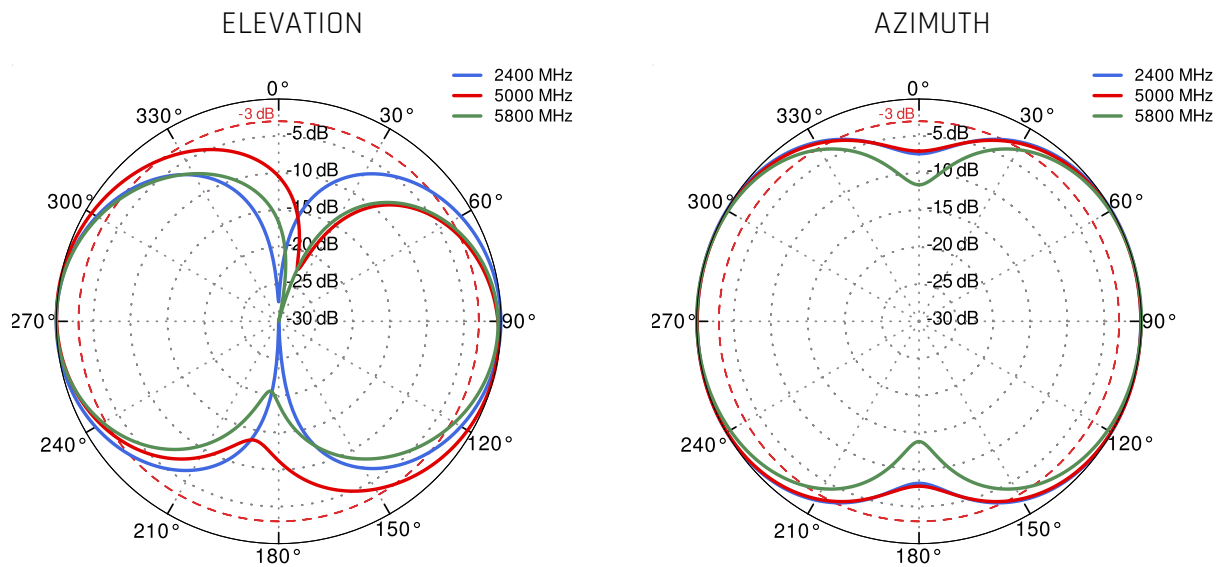 ELEVATION
2400 MHz
5000 MHz
5800 MHz
0°
30°
60°
90°
120°
150°
180°
210°
240°
270°
300°
330°
-3 dB
-5 dB
-10 dB
-15 dB
-20 dB
-25 dB
-30 dB
AZIMUTH
2400 MHz
5000 MHz
5800 MHz
0°
30°
60°
90°
120°
150°
180°
210°
240°
270°
300°
330°
-3 dB
-5 dB
-10 dB
-15 dB
-20 dB
-25 dB
-30 dB